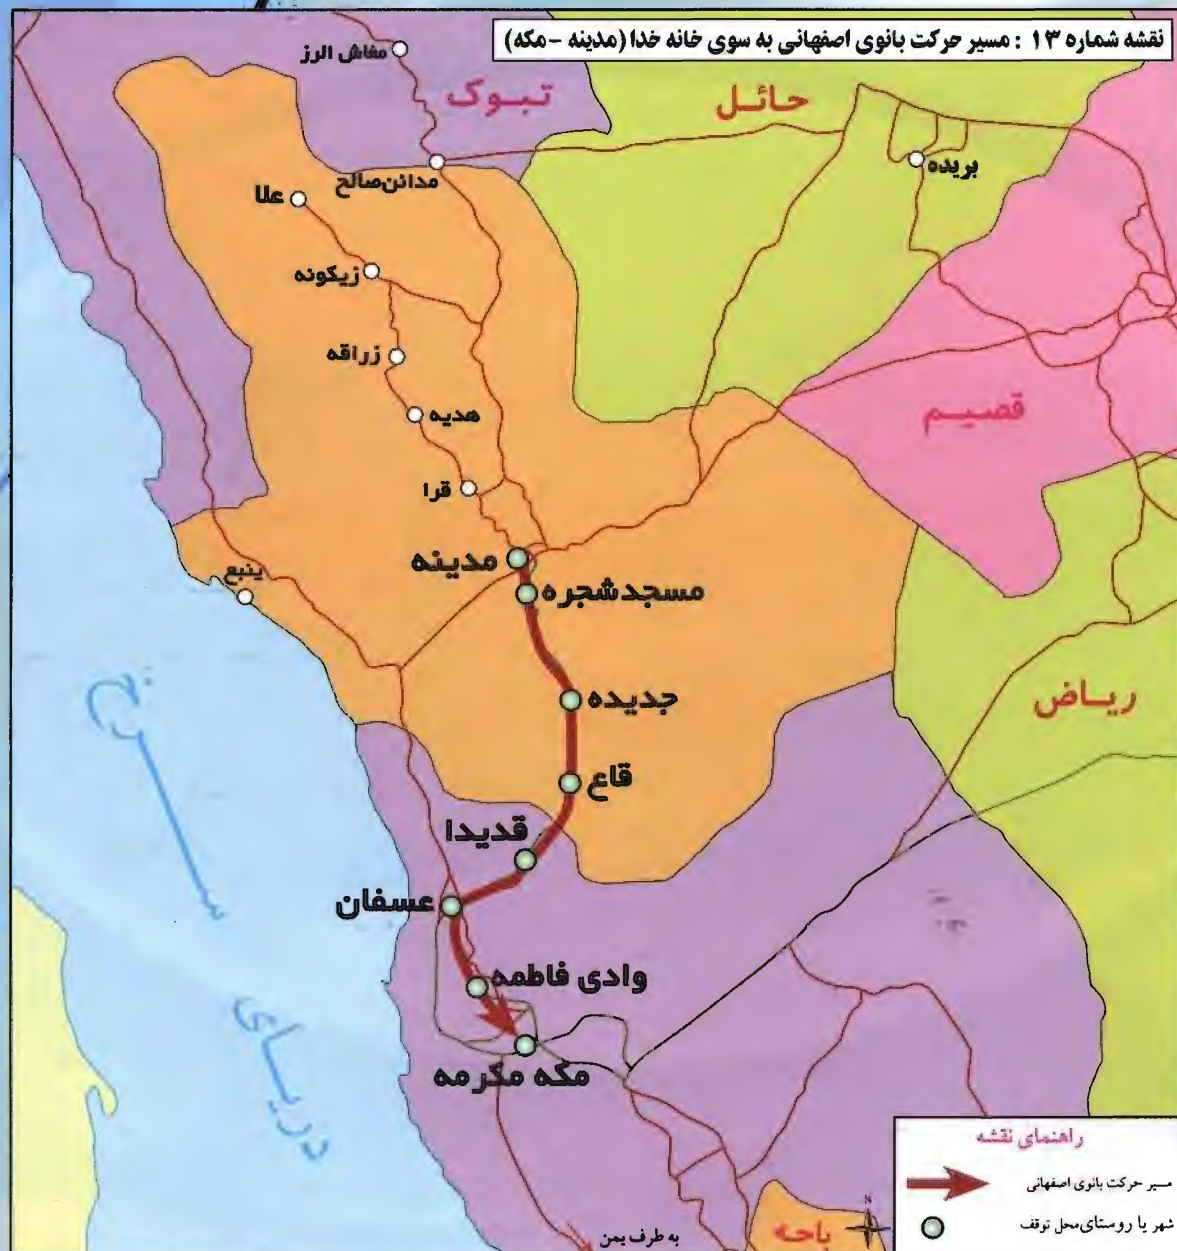 نقشه شماره ۱۳ : مسیر حرکت بانوی اصفهانی به سوی خانه خدا (مدینه - مکه)
مغاش الرز
تبوک
حائل
بریده
مدائن‌صالح
علا
زیکونه
زراقه
هدیه
قصیم
قرا
مدینه
ینبع
مسجدشجره
جدیده
ریاض
قاع
قدیدا
عسفان
وادی فاطمه
مکه مکرمه
دریای سرخ
راهنمای نقشه
مسیر حرکت بانوی اصفهانی
شهر یا روستای‌محل توقف
N
باحه
به طرف یمن